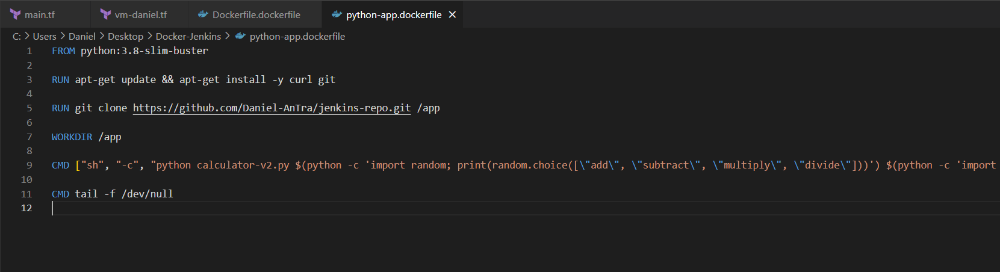 main.tf vm-daniel.tf Dockerfile.dockerfile python-app.dockerfile
C: Users Daniel Desktop Docker-Jenkins python-app.dockerfile
1 FROM python:3.8-slim-buster
2
3 RUN apt-get update && apt-get install -y curl git
4
5 RUN git clone https://github.com/Daniel-AnTra/jenkins-repo.git /app
6
7 WORKDIR /app
8
9 CMD ["sh", "-c", "python calculator-v2.py $(python -c 'import random; print(random.choice([\"add\", \"subtract\", \"multiply\", \"divide\"]))') $(python -c 'import
10
11 CMD tail -f /dev/null
12